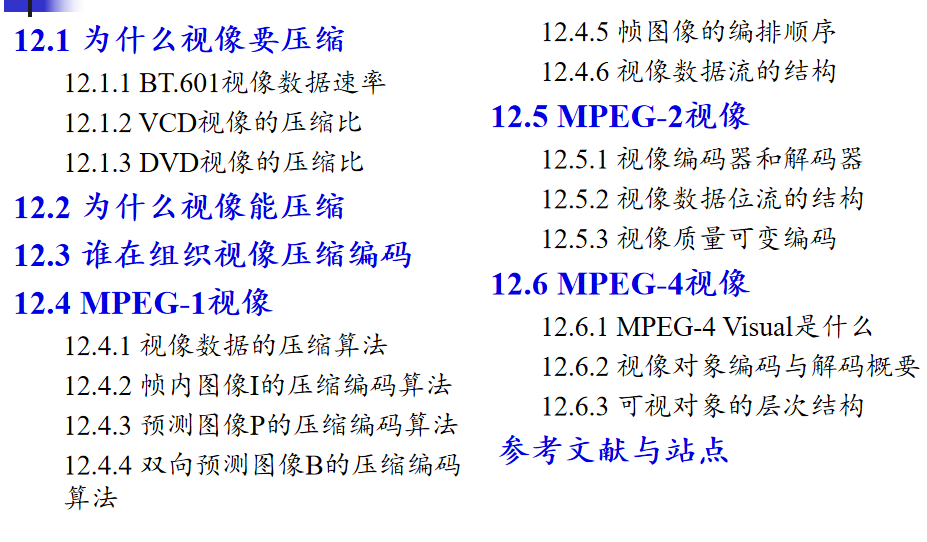 12.1 为什么视像要压缩
12.1.1 BT.601视像数据速率
12.1.2 VCD视像的压缩比
12.1.3 DVD视像的压缩比
12.2 为什么视像能压缩
12.3 谁在组织视像压缩编码
12.4 MPEG-1视像
12.4.1 视像数据的压缩算法
12.4.2 帧内图像I的压缩编码算法
12.4.3 预测图像P的压缩编码算法
12.4.4 双向预测图像B的压缩编码
算法
12.4.5 帧图像的编排顺序
12.4.6 视像数据流的结构
12.5 MPEG-2视像
12.5.1 视像编码器和解码器
12.5.2 视像数据位流的结构
12.5.3 视像质量可变编码
12.6 MPEG-4视像
12.6.1 MPEG-4 Visual是什么
12.6.2 视像对象编码与解码概要
12.6.3 可视对象的层次结构
参考文献与站点